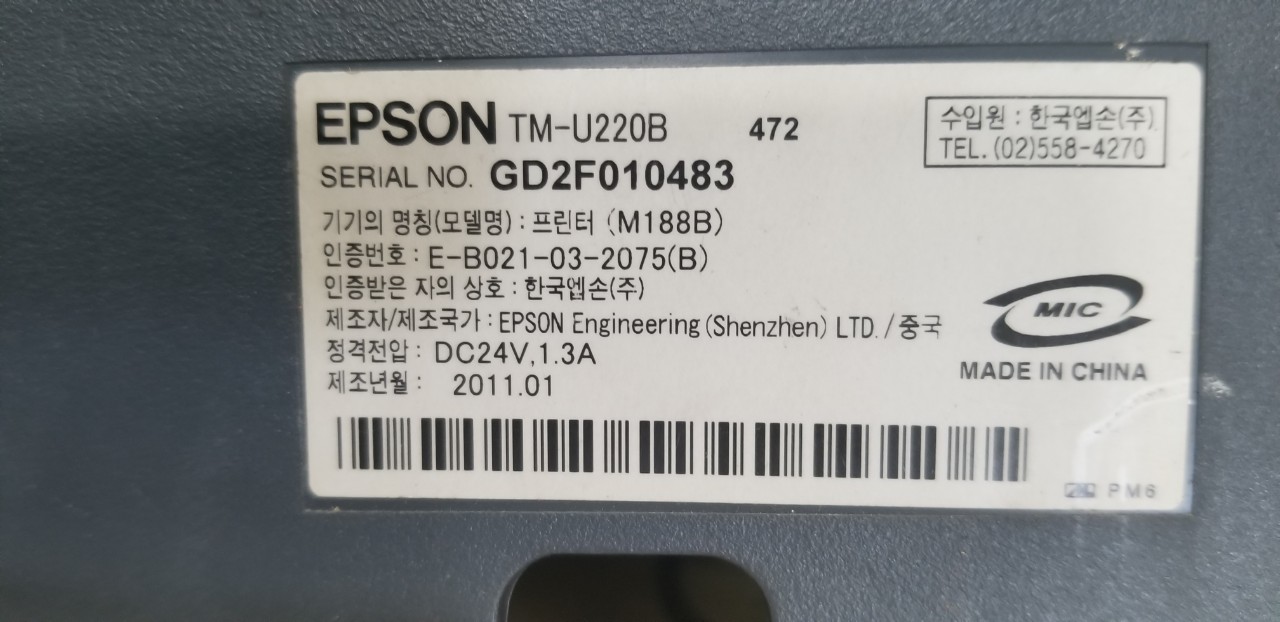 EPSON TM-U220B 472
수입원 : 한국엡손(주)
TEL.(02)558-4270
SERIAL NO. GD2F010483
기기의 명칭(모델명) : 프린터 (M188B)
인증번호 : E-B021-03-2075(B)
인증받은 자의 상호 : 한국엡손(주)
제조자/제조국가 : EPSON Engineering (Shenzhen) LTD. / 중국
정격전압 : DC24V, 1.3A
제조년월 : 2011.01
MIC
MADE IN CHINA
PM6